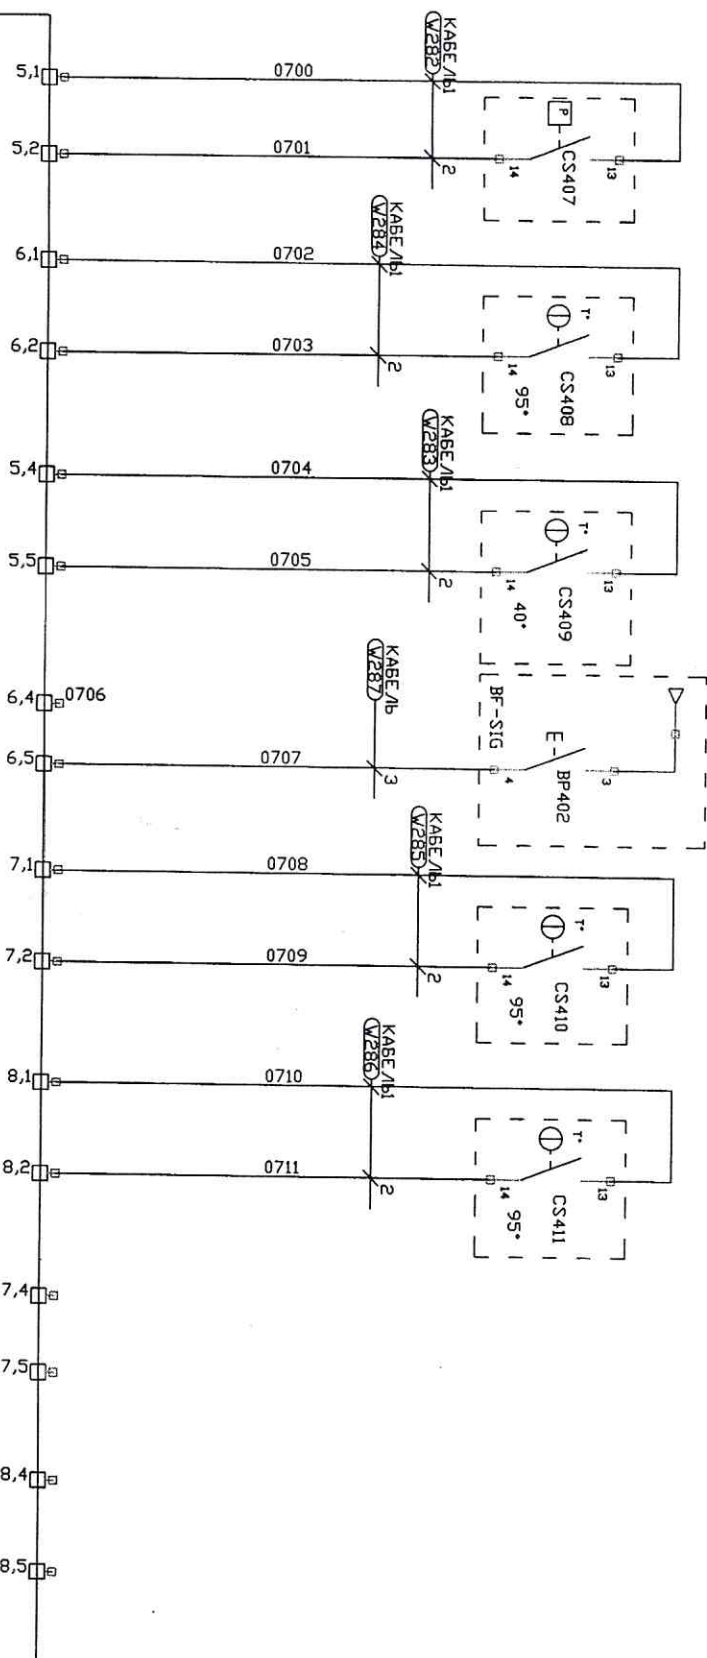 КАБЕЛЬ1
W282
5,1
0700
P
CS407
13
14
5,2
0701
2
КАБЕЛЬ1
W284
6,1
0702
T°
CS408
13
14
95°
6,2
0703
2
КАБЕЛЬ1
W283
5,4
0704
T°
CS409
13
14
40°
5,5
0705
2
КАБЕЛЬ
W287
6,4
0706
BF-SIG
E
BP402
3
4
6,5
0707
3
КАБЕЛЬ1
W285
7,1
0708
T°
CS410
13
14
95°
7,2
0709
2
КАБЕЛЬ1
W286
8,1
0710
T°
CS411
13
14
95°
8,2
0711
2
7,4
7,5
8,4
8,5